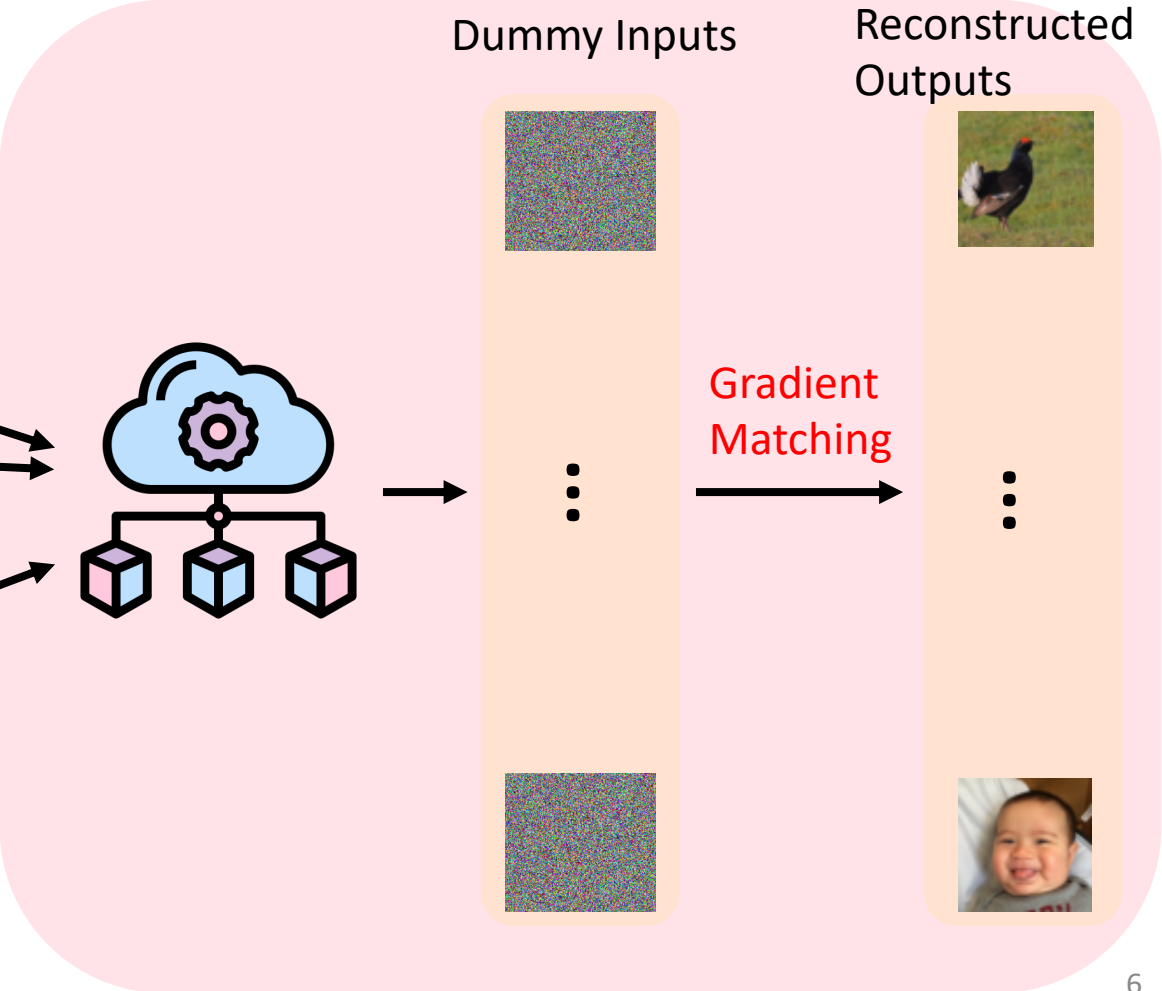 Dummy Inputs
Reconstructed
Outputs
Gradient
Matching
6